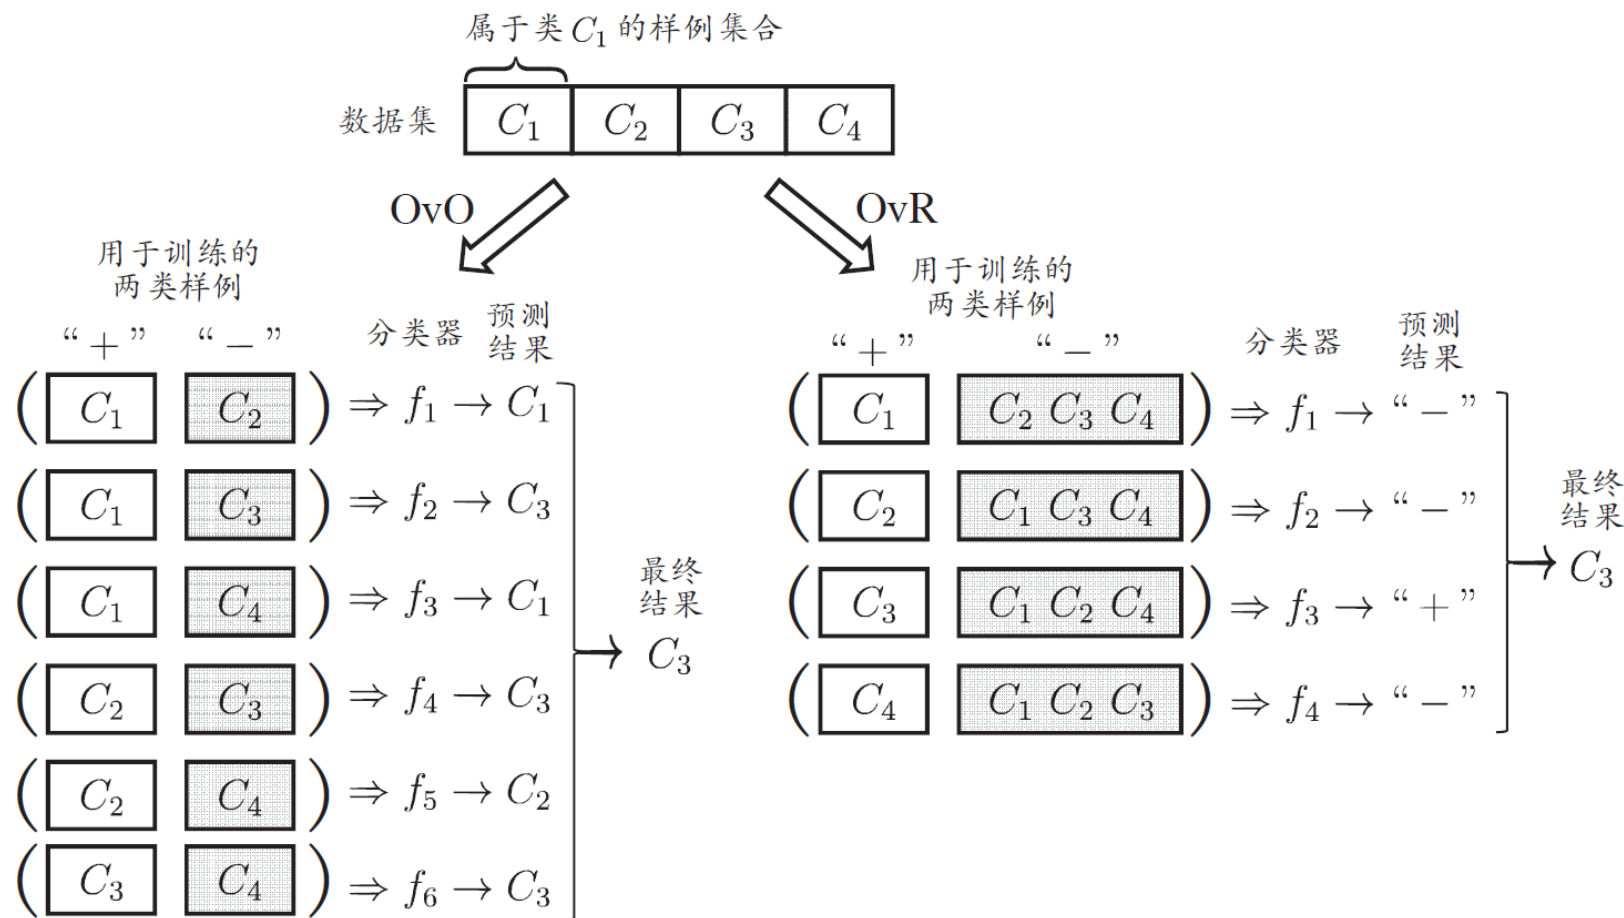 属于类 C₁ 的样例集合
数据集 C₁ C₂ C₃ C₄
OvO
OvR
用于训练的
两类样例
“+” “−” 分类器 预测
结果
( C₁ C₂ ) ⇒ f₁ → C₁
( C₁ C₃ ) ⇒ f₂ → C₃
( C₁ C₄ ) ⇒ f₃ → C₁
( C₂ C₃ ) ⇒ f₄ → C₃
( C₂ C₄ ) ⇒ f₅ → C₂
( C₃ C₄ ) ⇒ f₆ → C₃
最终
结果
C₃
用于训练的
两类样例
“+” “−” 分类器 预测
结果
( C₁ C₂ C₃ C₄ ) ⇒ f₁ → “−”
( C₂ C₁ C₃ C₄ ) ⇒ f₂ → “−”
( C₃ C₁ C₂ C₄ ) ⇒ f₃ → “+”
( C₄ C₁ C₂ C₃ ) ⇒ f₄ → “−”
最终
结果
C₃